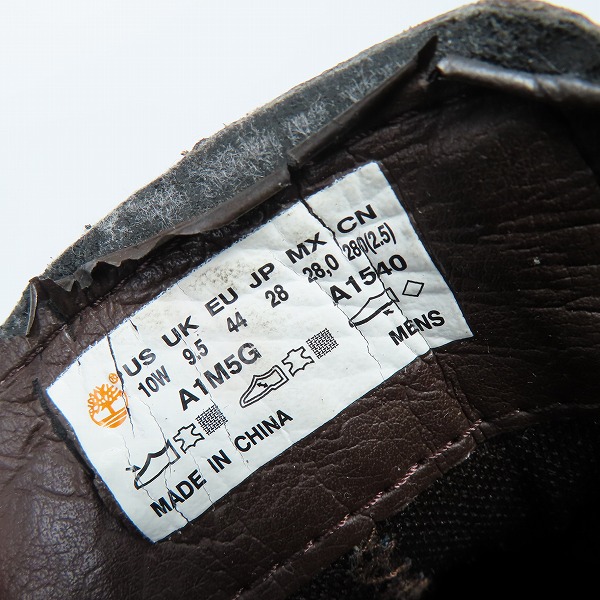 US UK EU JP MX CN
10W 9.5 44 28 28,0 280(2.5)
A1M5G A1540
MENS
MADE IN CHINA
®